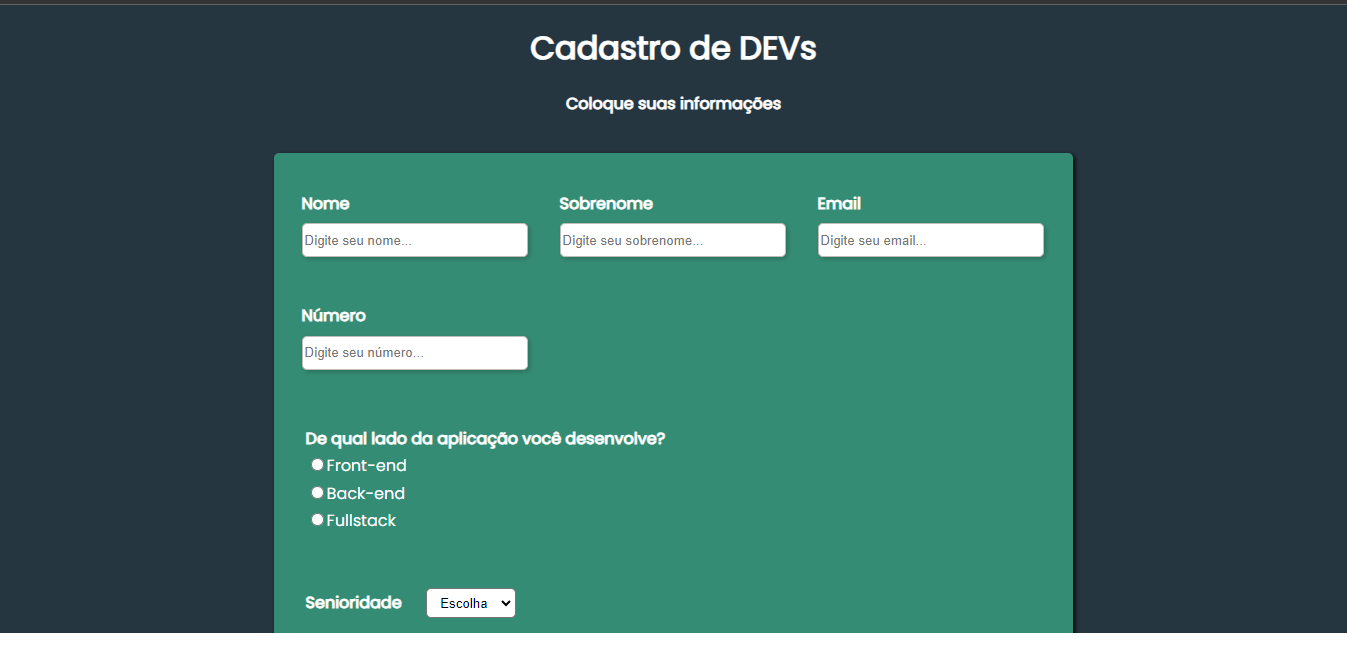 Cadastro de DEVs
Coloque suas informações
Nome Sobrenome Email
Digite seu nome... Digite seu sobrenome... Digite seu email...
Número
Digite seu número...
De qual lado da aplicação você desenvolve?
Front-end
Back-end
Fullstack
Senioridade Escolha